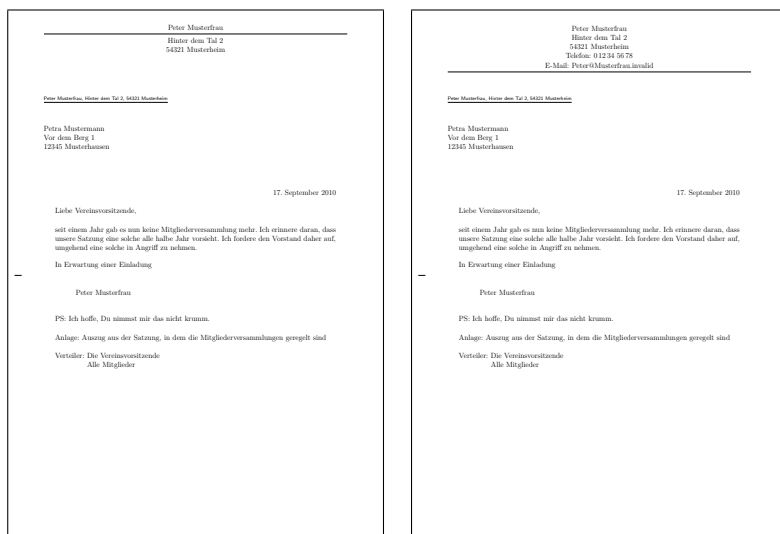 Peter Musterfrau
Hinter dem Tal 2
54321 Musterheim
Peter Musterfrau, Hinter dem Tal 2, 54321 Musterheim
Petra Mustermann
Vor dem Berg 1
12345 Musterhausen
17. September 2010
Liebe Vereinsvorsitzende,
seit einem Jahr gab es nun keine Mitgliederversammlung mehr. Ich erinnere daran, dass
unsere Satzung eine solche alle halbe Jahr vorsieht. Ich fordere den Vorstand daher auf,
umgehend eine solche in Angriff zu nehmen.
In Erwartung einer Einladung
Peter Musterfrau
PS: Ich hoffe, Du nimmst mir das nicht krumm.
Anlage: Auszug aus der Satzung, in dem die Mitgliederversammlungen geregelt sind
Verteiler: Die Vereinsvorsitzende
Alle Mitglieder
Peter Musterfrau
Hinter dem Tal 2
54321 Musterheim
Telefon: 0 12 34 56 78
E-Mail: Peter@Musterfrau.invalid
Peter Musterfrau, Hinter dem Tal 2, 54321 Musterheim
Petra Mustermann
Vor dem Berg 1
12345 Musterhausen
17. September 2010
Liebe Vereinsvorsitzende,
seit einem Jahr gab es nun keine Mitgliederversammlung mehr. Ich erinnere daran, dass
unsere Satzung eine solche alle halbe Jahr vorsieht. Ich fordere den Vorstand daher auf,
umgehend eine solche in Angriff zu nehmen.
In Erwartung einer Einladung
Peter Musterfrau
PS: Ich hoffe, Du nimmst mir das nicht krumm.
Anlage: Auszug aus der Satzung, in dem die Mitgliederversammlungen geregelt sind
Verteiler: Die Vereinsvorsitzende
Alle Mitglieder